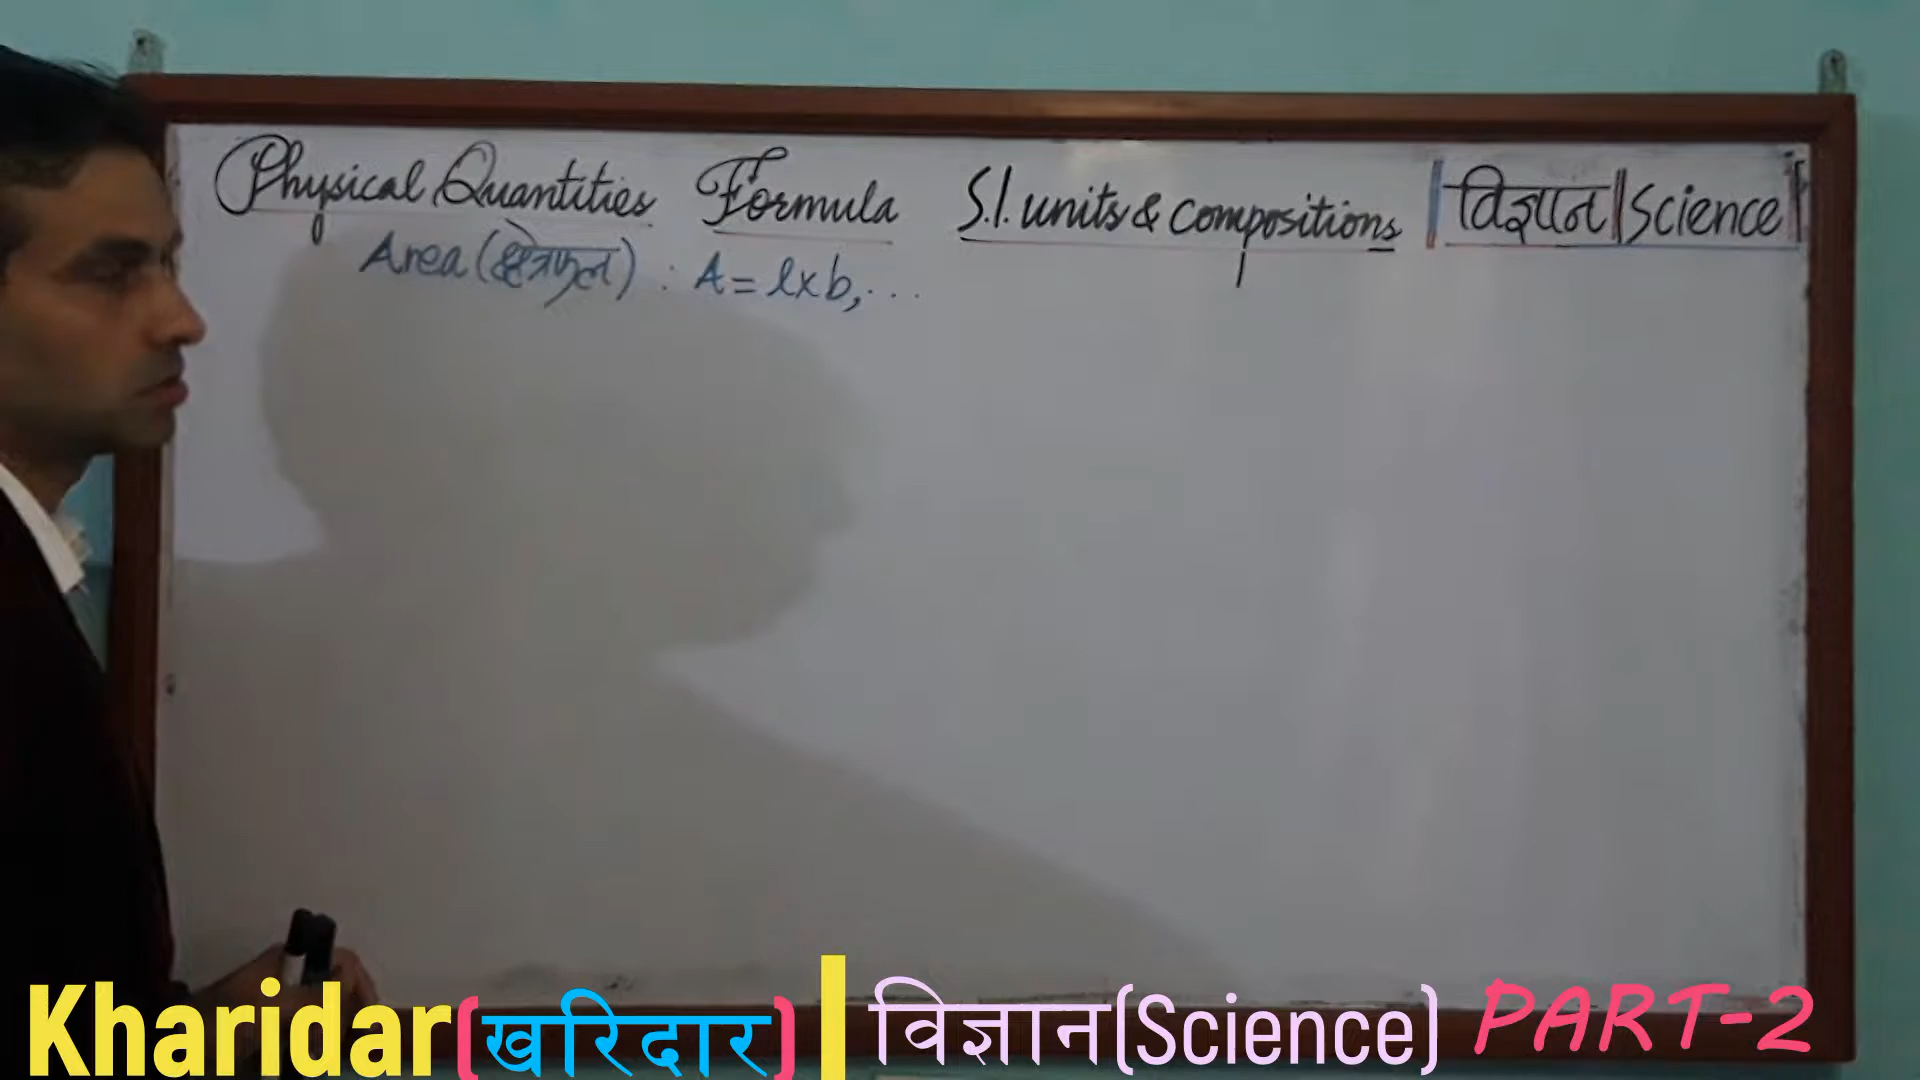 Physical Quantities Formula S.I. units & compositions | विज्ञान | Science |
Area (क्षेत्रफल) : A = l x b, ...
Kharidar(खरिदार) | विज्ञान(Science) PART-2